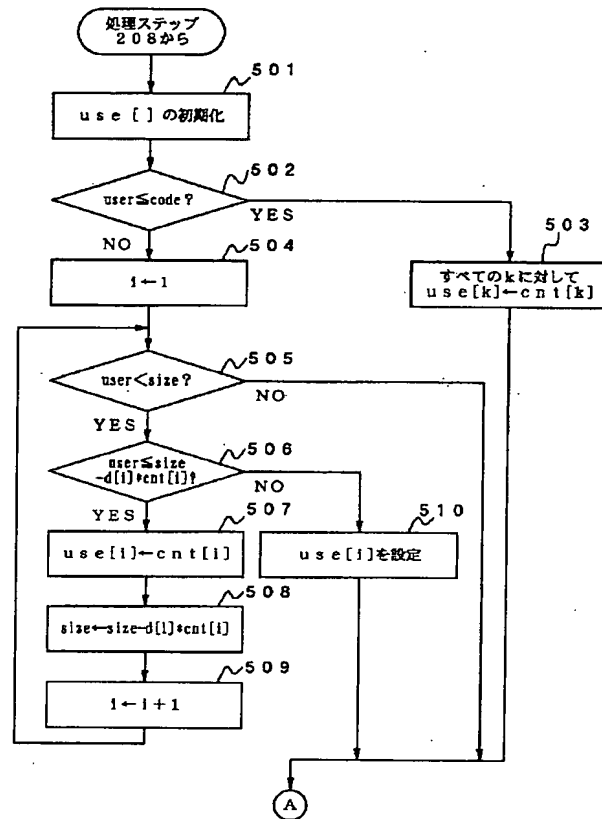 処理ステップ
208から
501
use[]の初期化
502
user≦code?
YES
NO
503
すべてのkに対して
use[k]←cnt[k]
504
i←1
505
user<size?
NO
YES
506
user≦size
-d[i]*cnt[i]?
NO
YES
507
use[i]←cnt[i]
510
use[i]を設定
508
size←size-d[i]*cnt[i]
509
i←i+1
A